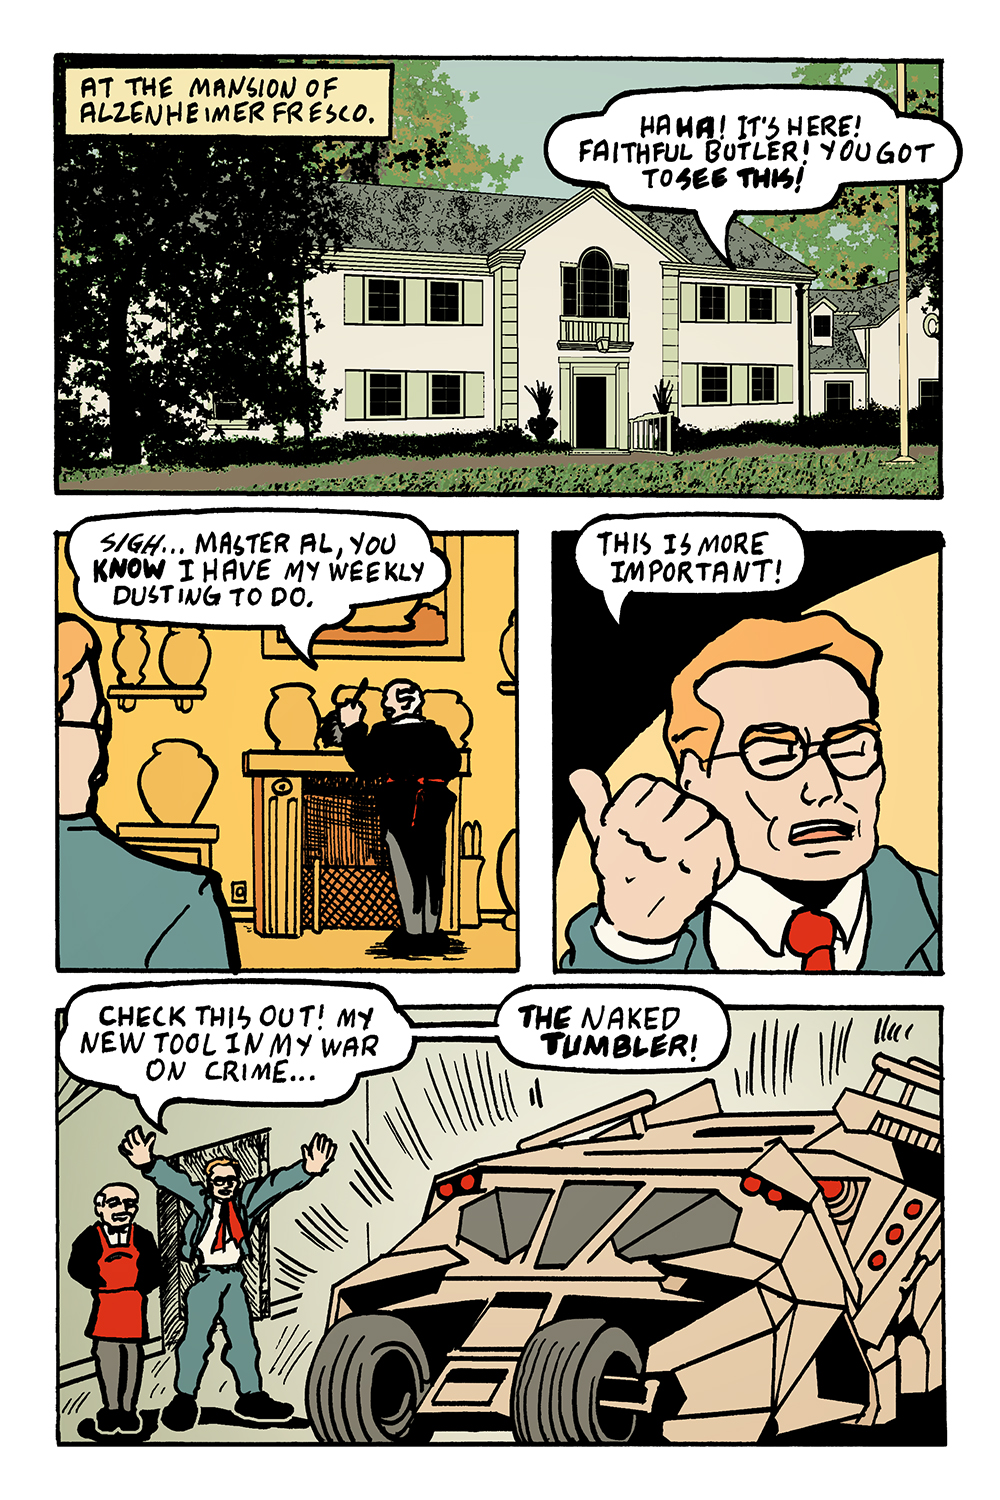 AT THE MANSION OF
ALZENHEIMER FRESCO.
HA HA! IT'S HERE!
FAITHFUL BUTLER! YOU GOT
TO SEE THIS!
SIGH... MASTER AL, YOU
KNOW I HAVE MY WEEKLY
DUSTING TO DO.
THIS IS MORE
IMPORTANT!
CHECK THIS OUT! MY
NEW TOOL IN MY WAR
ON CRIME...
THE NAKED
TUMBLER!